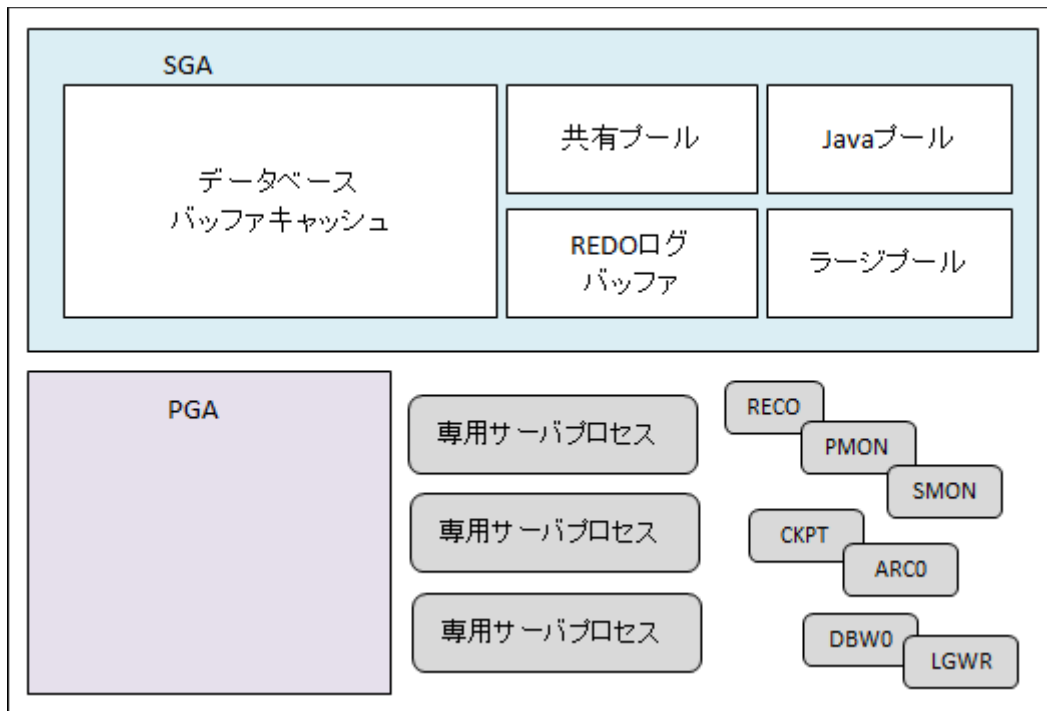 SGA
データベース
バッファキャッシュ
共有プール
Javaプール
REDOログ
バッファ
ラージプール
PGA
専用サーバプロセス
専用サーバプロセス
専用サーバプロセス
RECO
PMON
SMON
CKPT
ARC0
DBW0
LGWR